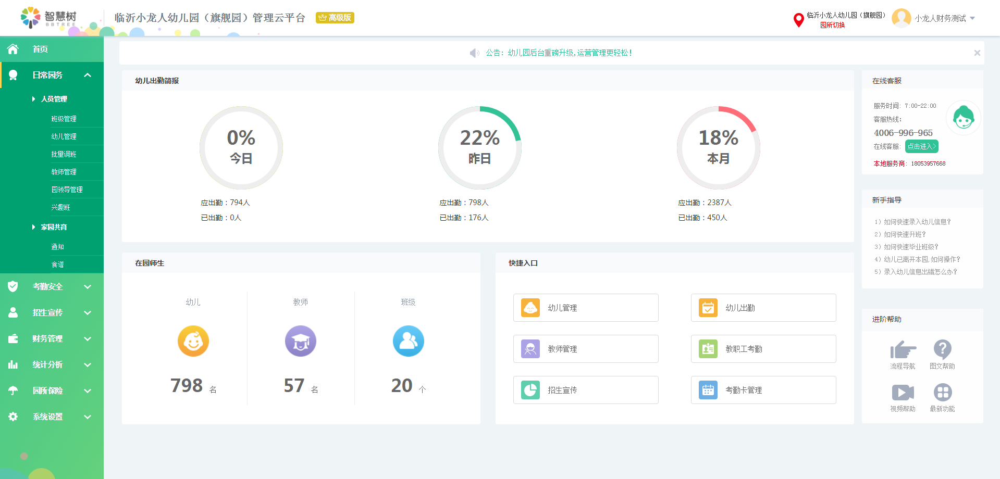 智慧树
BBTREE
临沂小龙人幼儿园（旗舰园）管理云平台
高级版
临沂小龙人幼儿园（旗舰园）
园所切换
小龙人财务测试
首页
日常园务
人员管理
班级管理
幼儿管理
批量调班
教师管理
园领导管理
兴趣班
家园共育
通知
食谱
考勤安全
招生宣传
财务管理
统计分析
园所保险
系统设置
公告：幼儿园后台重磅升级,运营管理更轻松！
幼儿出勤简报
0%
今日
应出勤：794人
已出勤：0人
22%
昨日
应出勤：798人
已出勤：176人
18%
本月
应出勤：2387人
已出勤：450人
在园师生
幼儿
798 名
教师
57 名
班级
20 个
快捷入口
幼儿管理
幼儿出勤
教师管理
教职工考勤
招生宣传
考勤卡管理
在线客服
服务时间：7:00-22:00
客服热线：
4006-996-965
在线客服：点击进入>
本地服务商：18053957668
新手指导
1）如何快速录入幼儿信息？
2）如何快速升班？
3）如何快速毕业班级？
4）幼儿已离开本园,如何操作？
5）录入幼儿信息出错怎么办？
进阶帮助
流程导航
图文帮助
视频帮助
最新功能